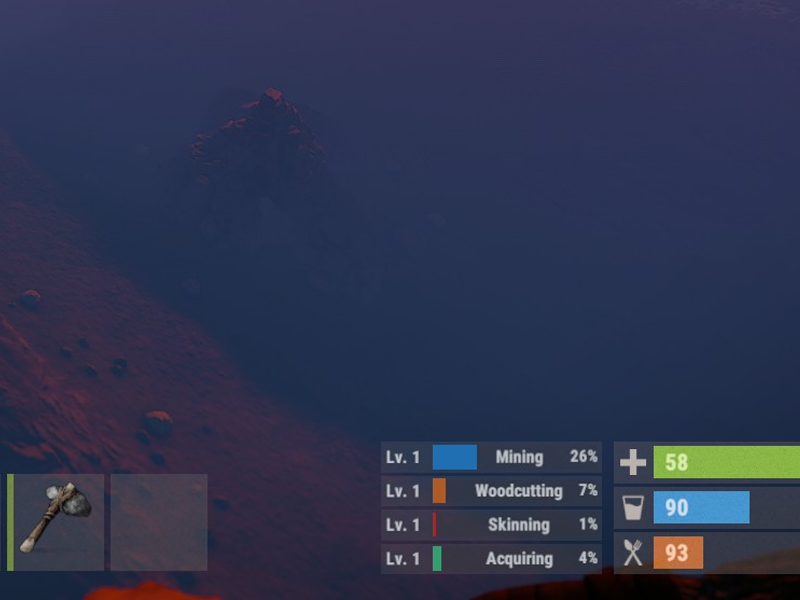 Lv. 1 Mining 26%
Lv. 1 Woodcutting 7%
Lv. 1 Skinning 1%
Lv. 1 Acquiring 4%
58
90
93